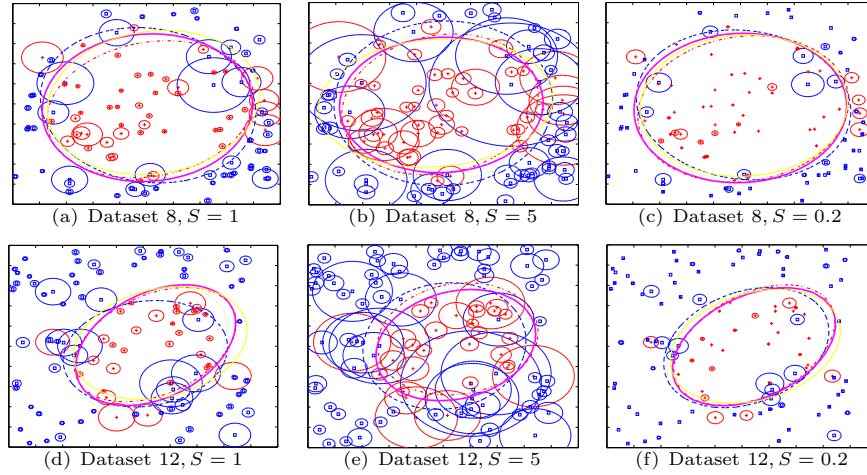 (a) Dataset 8, S = 1
(b) Dataset 8, S = 5
(c) Dataset 8, S = 0.2
(d) Dataset 12, S = 1
(e) Dataset 12, S = 5
(f) Dataset 12, S = 0.2